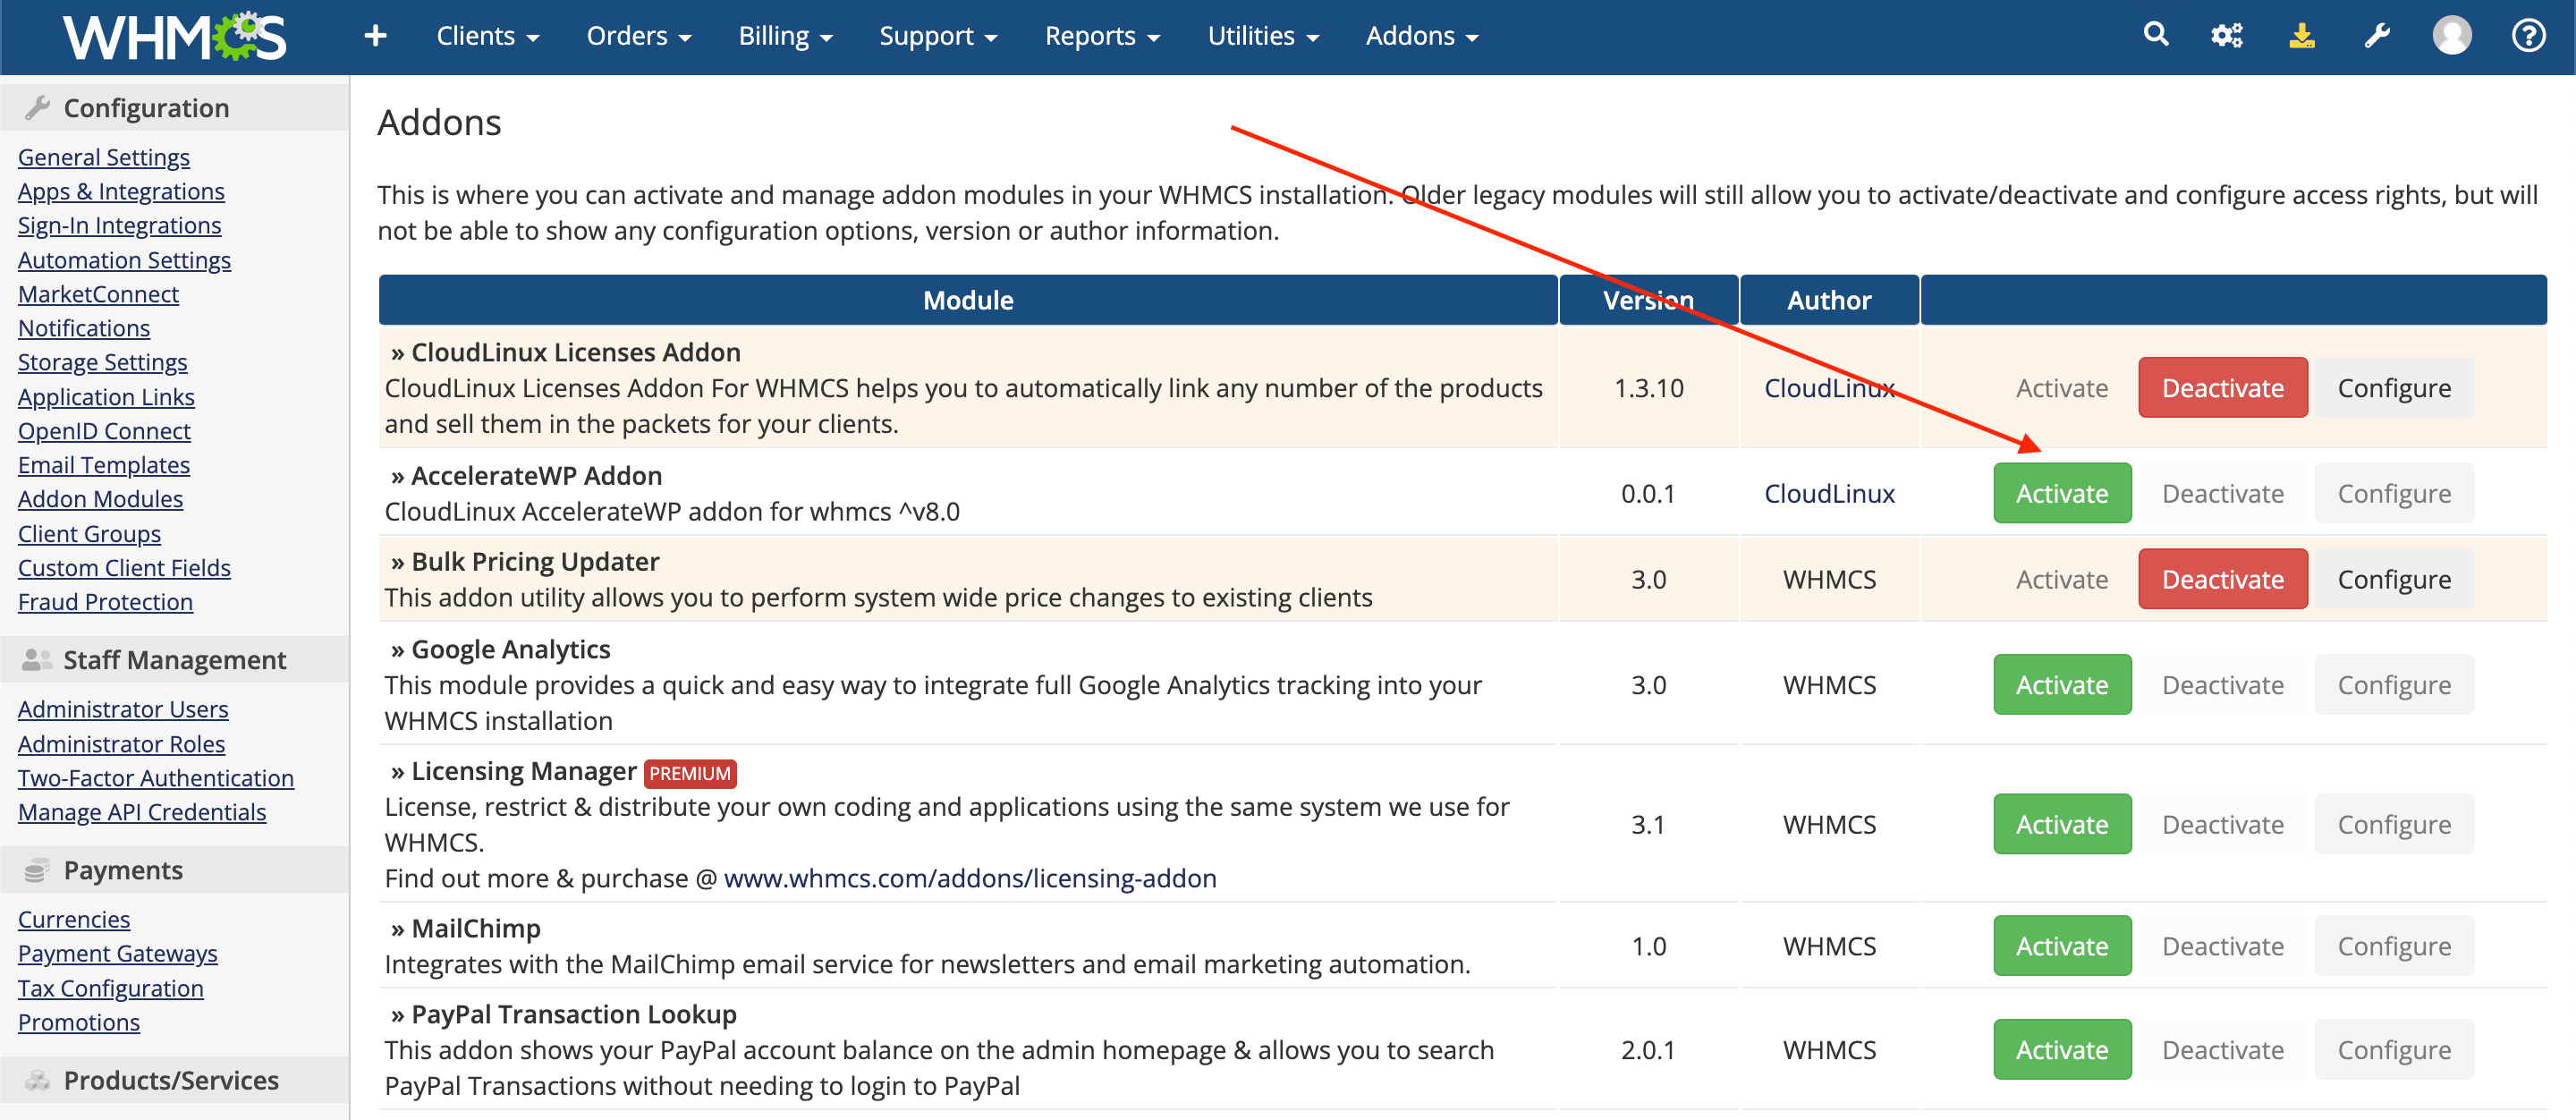 WHMCS
Clients
Orders
Billing
Support
Reports
Utilities
Addons
Configuration
General Settings
Apps & Integrations
Sign-In Integrations
Automation Settings
MarketConnect
Notifications
Storage Settings
Application Links
OpenID Connect
Email Templates
Addon Modules
Client Groups
Custom Client Fields
Fraud Protection
Staff Management
Administrator Users
Administrator Roles
Two-Factor Authentication
Manage API Credentials
Payments
Currencies
Payment Gateways
Tax Configuration
Promotions
Products/Services
Addons
This is where you can activate and manage addon modules in your WHMCS installation. Older legacy modules will still allow you to activate/deactivate and configure access rights, but will
not be able to show any configuration options, version or author information.
Module Version Author
» CloudLinux Licenses Addon
CloudLinux Licenses Addon For WHMCS helps you to automatically link any number of the products
and sell them in the packets for your clients.
1.3.10 CloudLinux Activate Deactivate Configure
» AccelerateWP Addon
CloudLinux AccelerateWP addon for whmcs ^v8.0
0.0.1 CloudLinux Activate Deactivate Configure
» Bulk Pricing Updater
This addon utility allows you to perform system wide price changes to existing clients
3.0 WHMCS Activate Deactivate Configure
» Google Analytics
This module provides a quick and easy way to integrate full Google Analytics tracking into your
WHMCS installation
3.0 WHMCS Activate Deactivate Configure
» Licensing Manager PREMIUM
License, restrict & distribute your own coding and applications using the same system we use for
WHMCS.
Find out more & purchase @ www.whmcs.com/addons/licensing-addon
3.1 WHMCS Activate Deactivate Configure
» MailChimp
Integrates with the MailChimp email service for newsletters and email marketing automation.
1.0 WHMCS Activate Deactivate Configure
» PayPal Transaction Lookup
This addon shows your PayPal account balance on the admin homepage & allows you to search
PayPal Transactions without needing to login to PayPal
2.0.1 WHMCS Activate Deactivate Configure